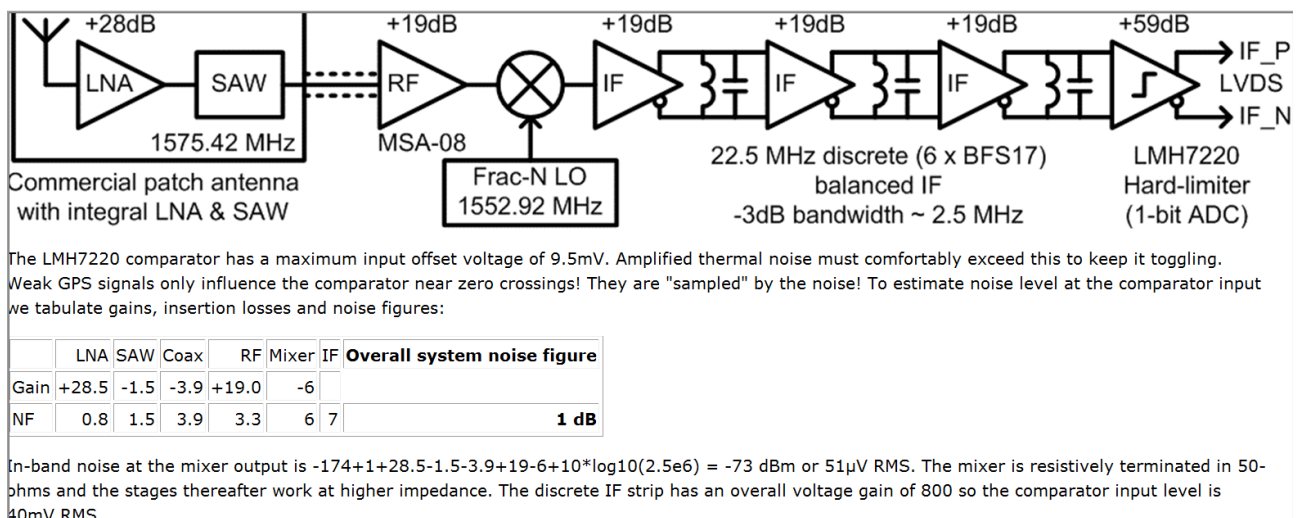 +28dB +19dB +19dB +19dB +19dB +59dB
LNA SAW RF IF IF IF IF_P
LVDS
IF_N
1575.42 MHz MSA-08
Commercial patch antenna
with integral LNA & SAW
Frac-N LO
1552.92 MHz
22.5 MHz discrete (6 x BFS17)
balanced IF
-3dB bandwidth ~ 2.5 MHz
LMH7220
Hard-limiter
(1-bit ADC)
The LMH7220 comparator has a maximum input offset voltage of 9.5mV. Amplified thermal noise must comfortably exceed this to keep it toggling.
Weak GPS signals only influence the comparator near zero crossings! They are "sampled" by the noise! To estimate noise level at the comparator input
we tabulate gains, insertion losses and noise figures:
LNA SAW Coax RF Mixer IF Overall system noise figure
Gain +28.5 -1.5 -3.9 +19.0 -6
NF 0.8 1.5 3.9 3.3 6 7 1 dB
In-band noise at the mixer output is -174+1+28.5-1.5-3.9+19-6+10*log10(2.5e6) = -73 dBm or 51µV RMS. The mixer is resistively terminated in 50-
ohms and the stages thereafter work at higher impedance. The discrete IF strip has an overall voltage gain of 800 so the comparator input level is
40mV RMS